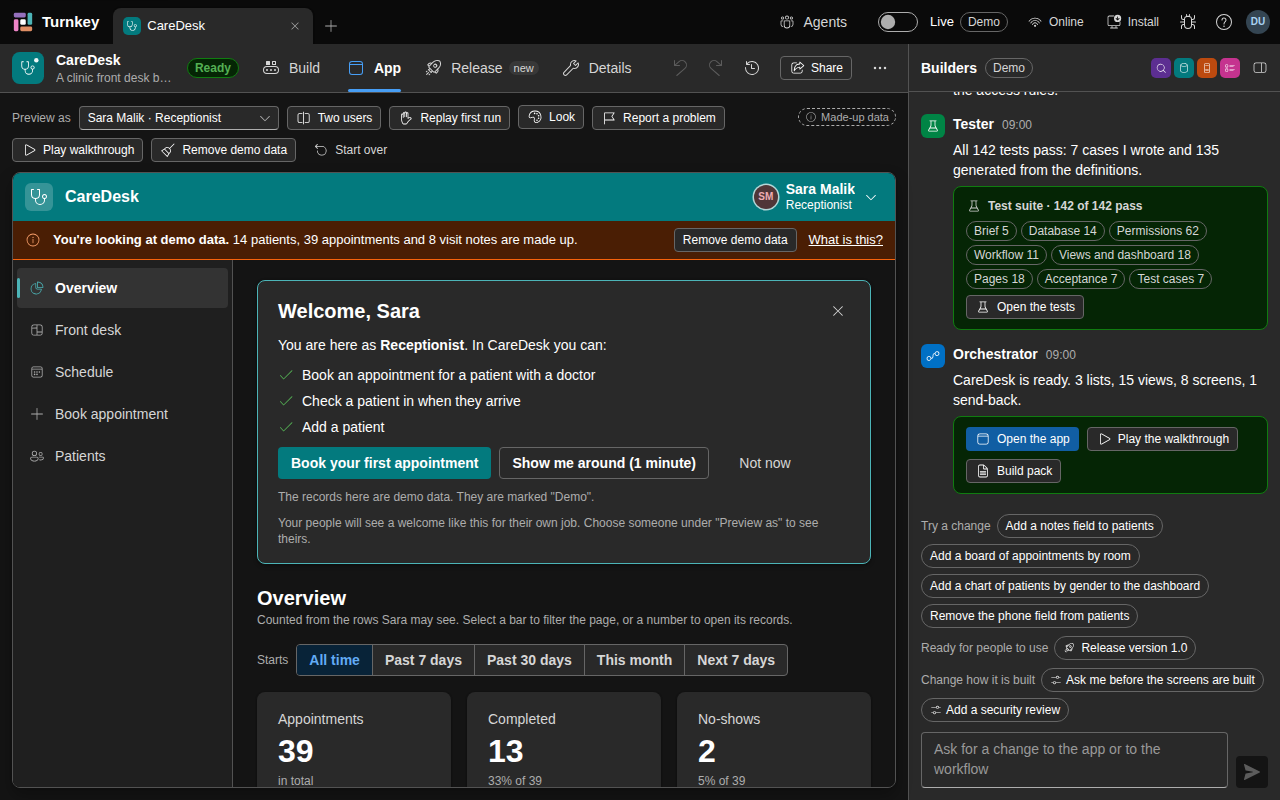 Turnkey
CareDesk
Agents
Live
Demo
Online
Install
DU
CareDesk
A clinic front desk b…
Ready
Build
App
Release new
Details
Share
Builders
Demo
Preview as
Sara Malik · Receptionist
Two users
Replay first run
Look
Report a problem
Made-up data
Play walkthrough
Remove demo data
Start over
CareDesk
SM
Sara Malik
Receptionist
You're looking at demo data. 14 patients, 39 appointments and 8 visit notes are made up.
Remove demo data
What is this?
Overview
Front desk
Schedule
Book appointment
Patients
Welcome, Sara
You are here as Receptionist. In CareDesk you can:
Book an appointment for a patient with a doctor
Check a patient in when they arrive
Add a patient
Book your first appointment
Show me around (1 minute)
Not now
The records here are demo data. They are marked "Demo".
Your people will see a welcome like this for their own job. Choose someone under "Preview as" to see
theirs.
Overview
Counted from the rows Sara may see. Select a bar to filter the page, or a number to open its records.
Starts
All time
Past 7 days
Past 30 days
This month
Next 7 days
Appointments
39
in total
Completed
13
33% of 39
No-shows
2
5% of 39
the access rules.
Tester 09:00
All 142 tests pass: 7 cases I wrote and 135
generated from the definitions.
Test suite · 142 of 142 pass
Brief 5
Database 14
Permissions 62
Workflow 11
Views and dashboard 18
Pages 18
Acceptance 7
Test cases 7
Open the tests
Orchestrator 09:00
CareDesk is ready. 3 lists, 15 views, 8 screens, 1
send-back.
Open the app
Play the walkthrough
Build pack
Try a change
Add a notes field to patients
Add a board of appointments by room
Add a chart of patients by gender to the dashboard
Remove the phone field from patients
Ready for people to use
Release version 1.0
Change how it is built
Ask me before the screens are built
Add a security review
Ask for a change to the app or to the
workflow